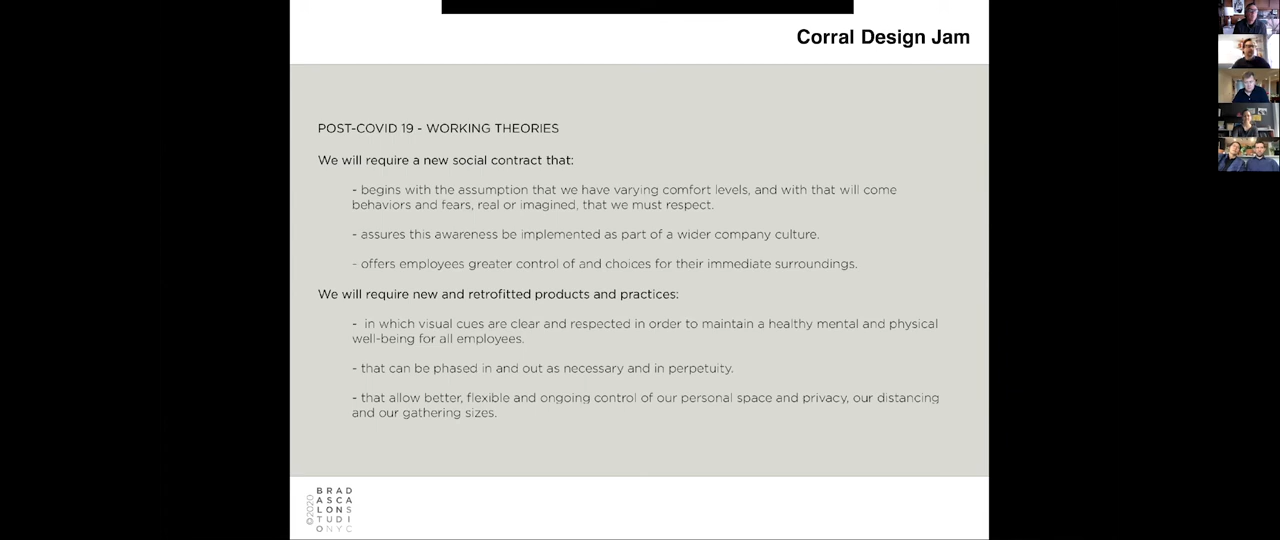 Corral Design Jam
POST-COVID 19 - WORKING THEORIES
We will require a new social contract that:
- begins with the assumption that we have varying comfort levels, and with that will come
behaviors and fears, real or imagined, that we must respect.
- assures this awareness be implemented as part of a wider company culture.
- offers employees greater control of and choices for their immediate surroundings.
We will require new and retrofitted products and practices:
- in which visual cues are clear and respected in order to maintain a healthy mental and physical
well-being for all employees.
- that can be phased in and out as necessary and in perpetuity.
- that allow better, flexible and ongoing control of our personal space and privacy, our distancing
and our gathering sizes.
©2020
BRAD
ASCA
LONS
TUDI
ONYC